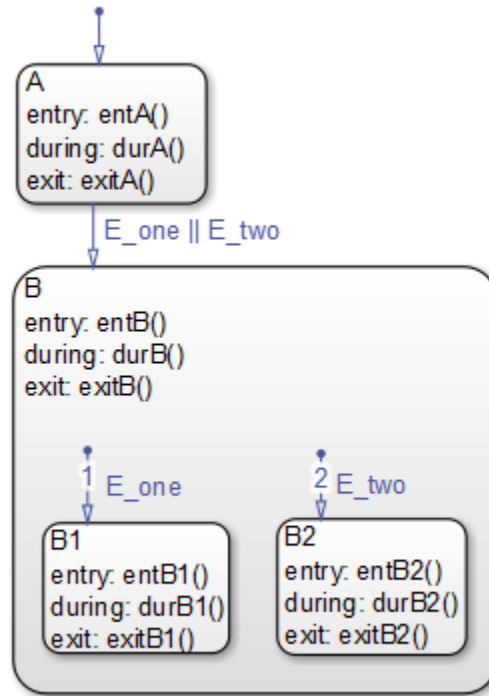 A
entry: entA()
during: durA()
exit: exitA()
E_one || E_two
B
entry: entB()
during: durB()
exit: exitB()
1
E_one
2
E_two
B1
entry: entB1()
during: durB1()
exit: exitB1()
B2
entry: entB2()
during: durB2()
exit: exitB2()